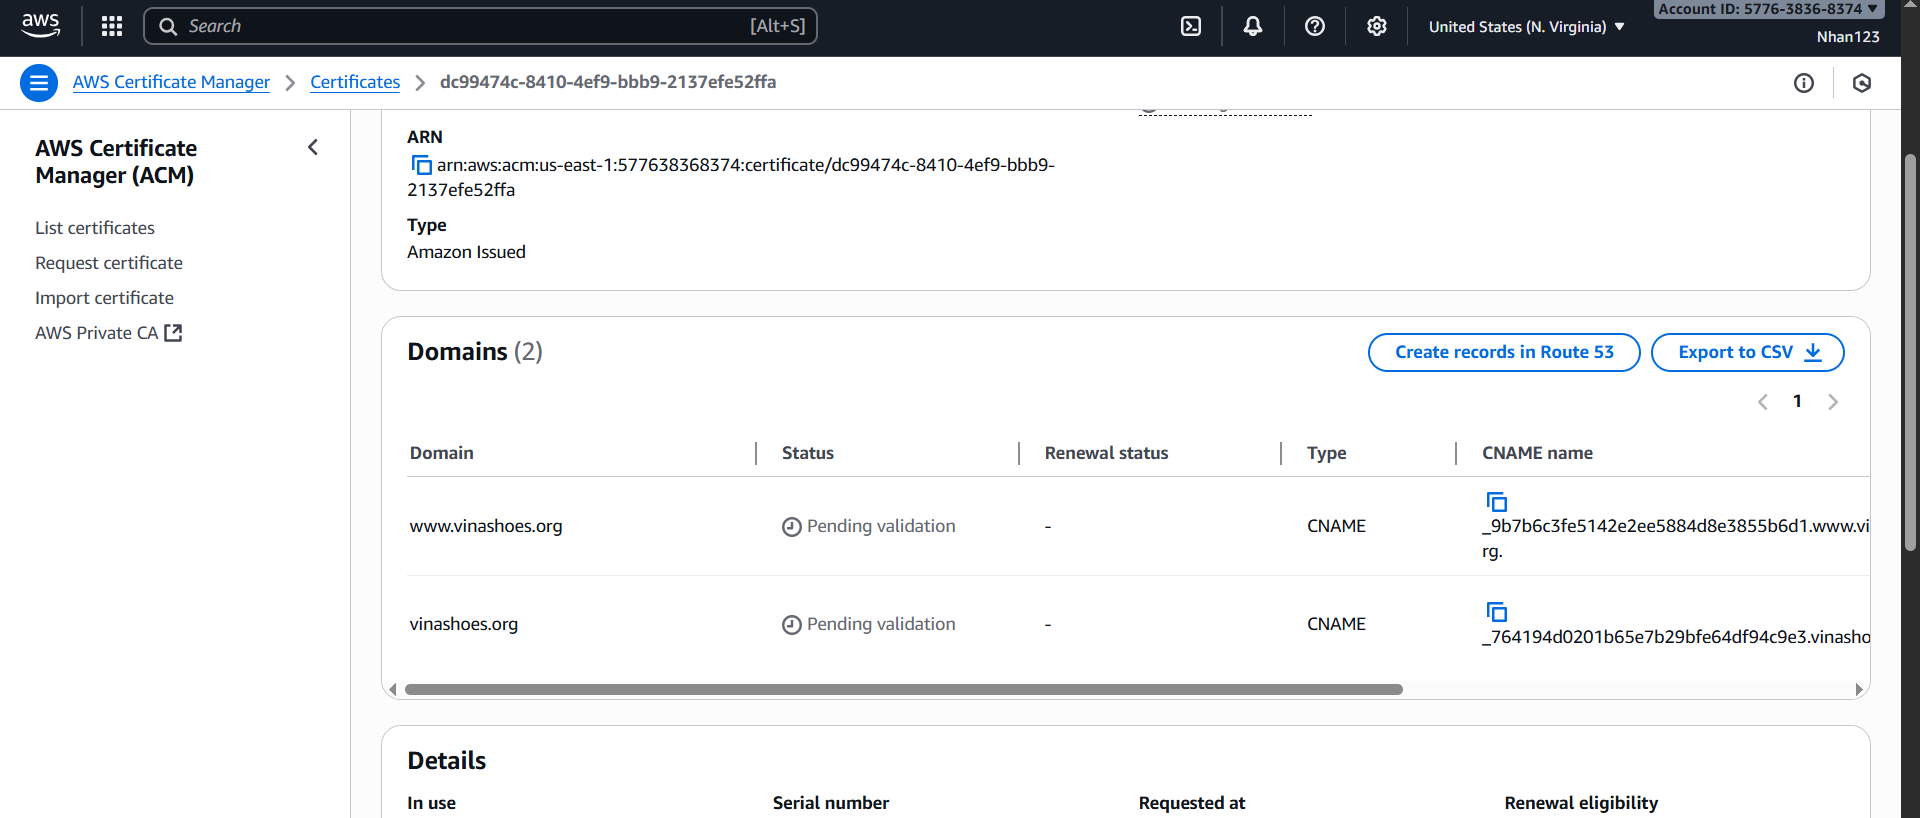 aws
Search
[Alt+S]
United States (N. Virginia)
Account ID: 5776-3836-8374
Nhan123
AWS Certificate Manager
Certificates
dc99474c-8410-4ef9-bbb9-2137efe52ffa
AWS Certificate
Manager (ACM)
List certificates
Request certificate
Import certificate
AWS Private CA
ARN
arn:aws:acm:us-east-1:577638368374:certificate/dc99474c-8410-4ef9-bbb9-
2137efe52ffa
Type
Amazon Issued
Domains (2)
Create records in Route 53
Export to CSV
1
Domain Status Renewal status Type CNAME name
www.vinashoes.org Pending validation - CNAME _9b7b6c3fe5142e2ee5884d8e3855b6d1.www.vi
rg.
vinashoes.org Pending validation - CNAME _764194d0201b65e7b29bfe64df94c9e3.vinasho
Details
In use Serial number Requested at Renewal eligibility